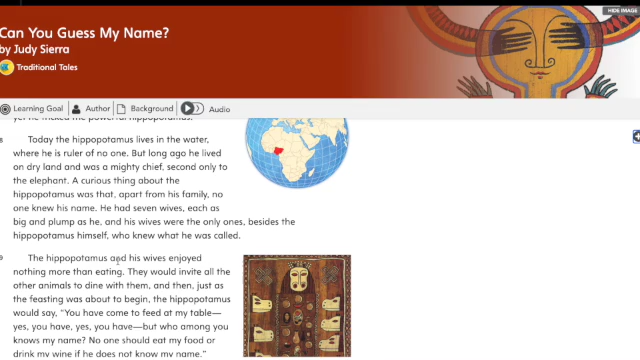 HIDE IMAGE
Can You Guess My Name?
by Judy Sierra
Traditional Tales
Learning Goal
Author
Background
Audio
yet he tricked the powerful hippopotamus.
8
Today the hippopotamus lives in the water,
where he is ruler of no one. But long ago he lived
on dry land and was a mighty chief, second only to
the elephant. A curious thing about the
hippopotamus was that, apart from his family, no
one knew his name. He had seven wives, each as
big and plump as he, and his wives were the only ones, besides the
hippopotamus himself, who knew what he was called.
9
The hippopotamus and his wives enjoyed
nothing more than eating. They would invite all the
other animals to dine with them, and then, just as
the feasting was about to begin, the hippopotamus
would say, "You have come to feed at my table-
yes, you have, yes, you have—but who among you
knows my name? No one should eat my food or
drink my wine if he does not know my name."